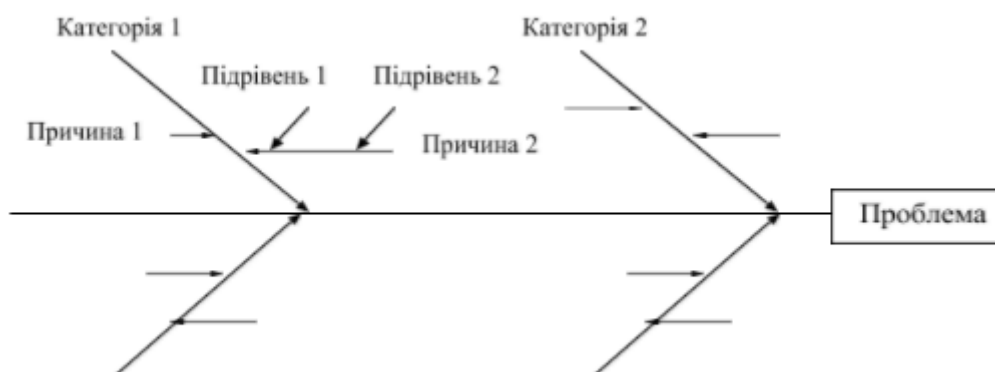 Категорія 1
Категорія 2
Підрівень 1
Підрівень 2
Причина 1
Причина 2
Проблема